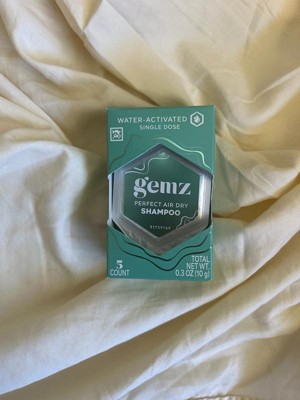 WATER-ACTIVATED
SINGLE DOSE
gemz
PERFECT AIR DRY
SHAMPOO
5
COUNT
TOTAL
NET WT.
0.3 OZ (10 g)